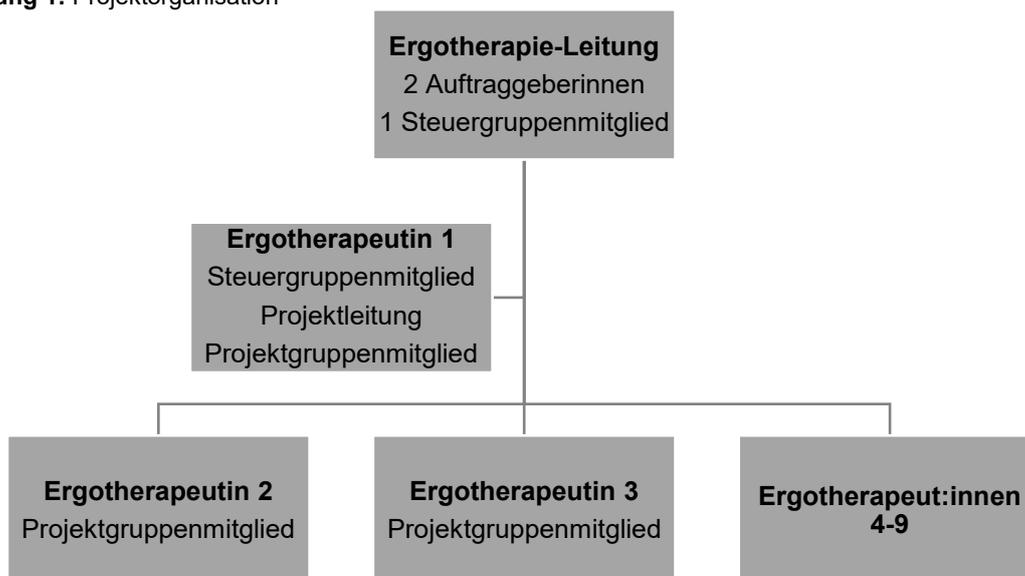 ung 1: Projektorganisation
Ergotherapie-Leitung
2 Auftraggeberinnen
1 Steuergruppenmitglied
Ergotherapeutin 1
Steuergruppenmitglied
Projektleitung
Projektgruppenmitglied
Ergotherapeutin 2
Projektgruppenmitglied
Ergotherapeutin 3
Projektgruppenmitglied
Ergotherapeut:innen
4-9